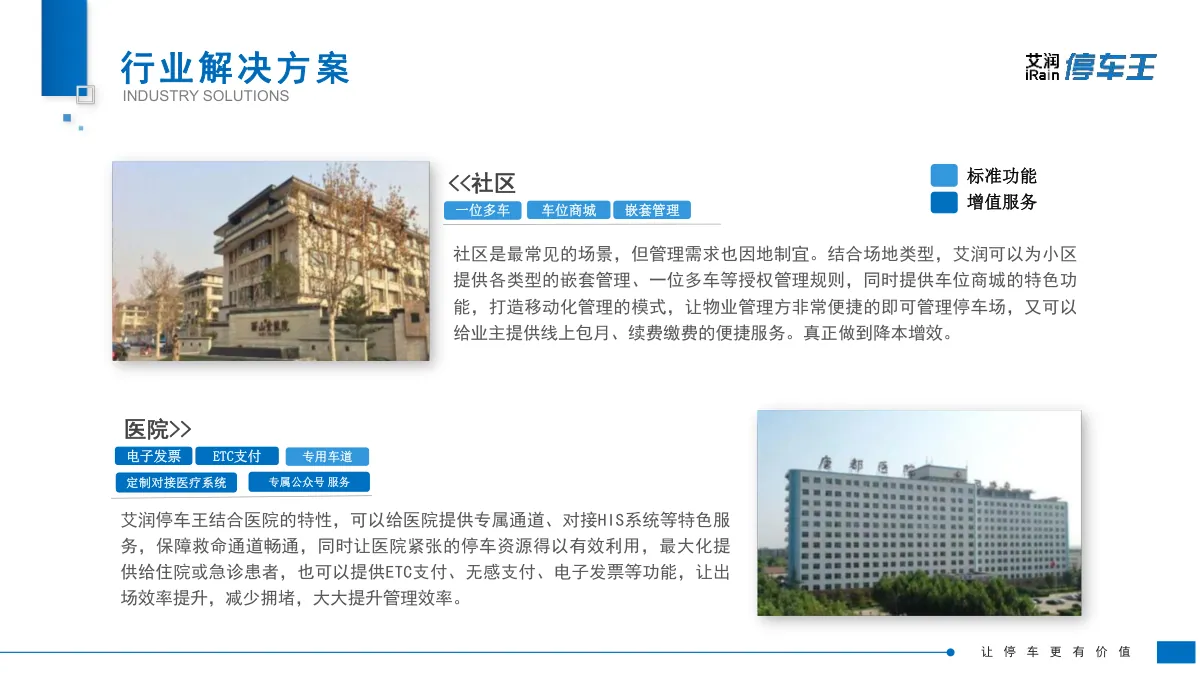 行业解决方案
INDUSTRY SOLUTIONS
艾润
iRain
停车王
<<社区
一位多车
车位商城
嵌套管理
标准功能
增值服务
社区是最常见的场景，但管理需求也因地制宜。结合场地类型，艾润可以为小区
提供各类型的嵌套管理、一位多车等授权管理规则，同时提供车位商城的特色功
能，打造移动化管理的模式，让物业管理方非常便捷的即可管理停车场，又可以
给业主提供线上包月、续费缴费的便捷服务。真正做到降本增效。
医院>>
电子发票
ETC支付
专用车道
定制对接医疗系统
专属公众号 服务
艾润停车王结合医院的特性，可以给医院提供专属通道、对接HIS系统等特色服
务，保障救命通道畅通，同时让医院紧张的停车资源得以有效利用，最大化提
供给住院或急诊患者，也可以提供ETC支付、无感支付、电子发票等功能，让出
场效率提升，减少拥堵，大大提升管理效率。
唐都医院
让停车更有价值